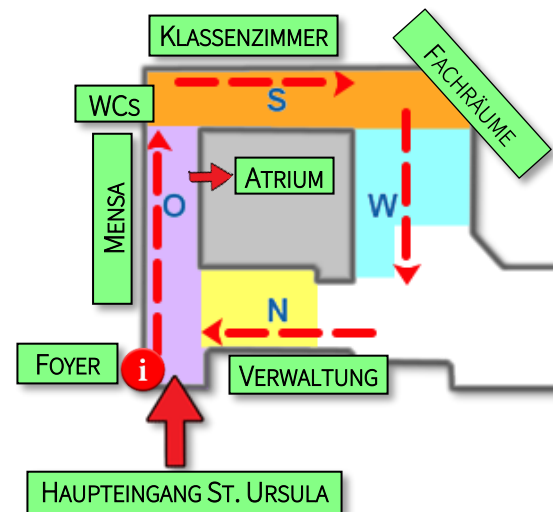 KLASSENZIMMER
FACHRÄUME
WCS
S
MENSA
O
ATRIUM
W
N
FOYER
i
VERWALTUNG
HAUPTEINGANG ST. URSULA